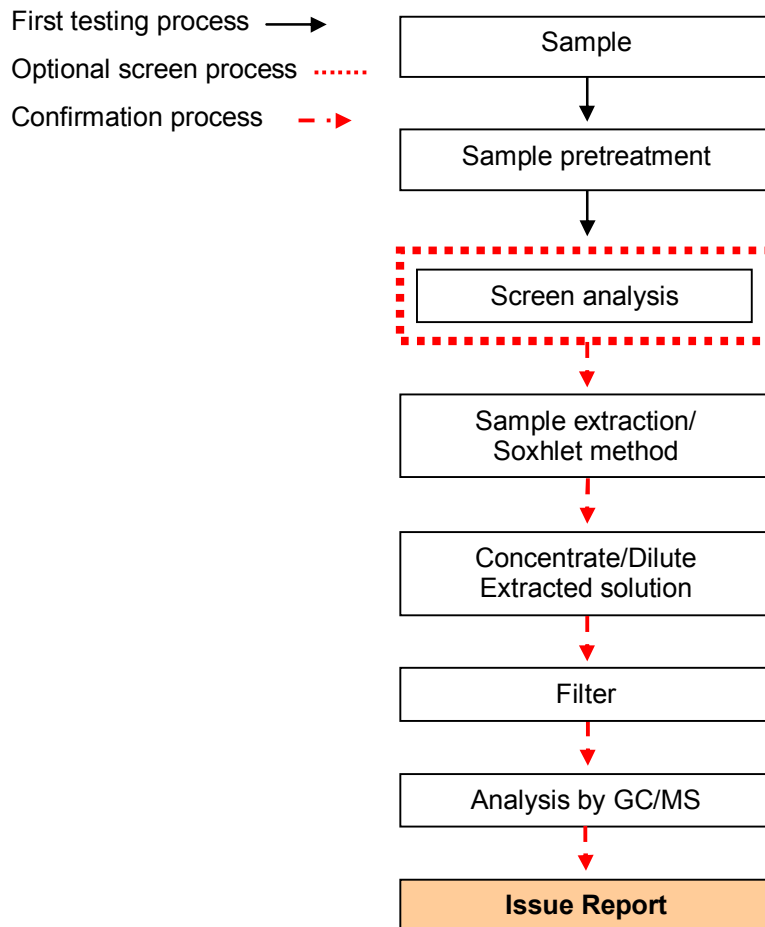 First testing process
Optional screen process
Confirmation process
Sample
Sample pretreatment
Screen analysis
Sample extraction/
Soxhlet method
Concentrate/Dilute
Extracted solution
Filter
Analysis by GC/MS
Issue Report